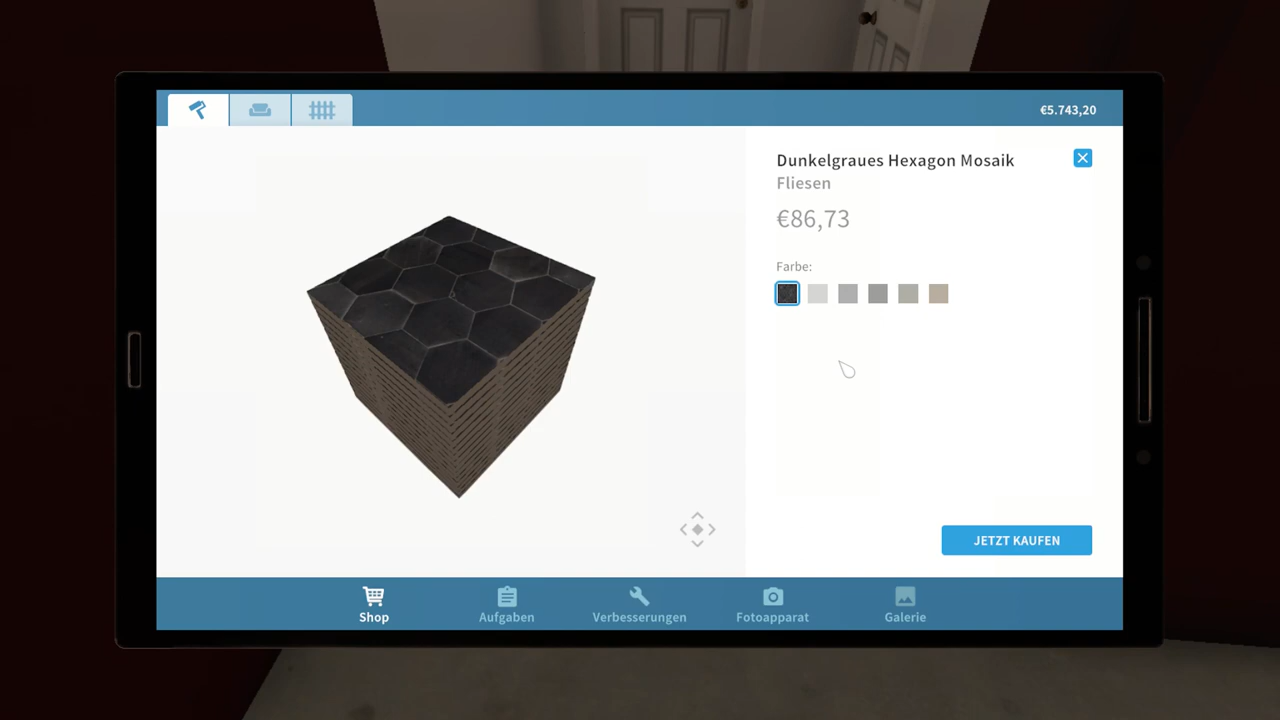 €5.743,20
Dunkelgraues Hexagon Mosaik
Fliesen
€86,73
Farbe:
JETZT KAUFEN
Shop
Aufgaben
Verbesserungen
Fotoapparat
Galerie